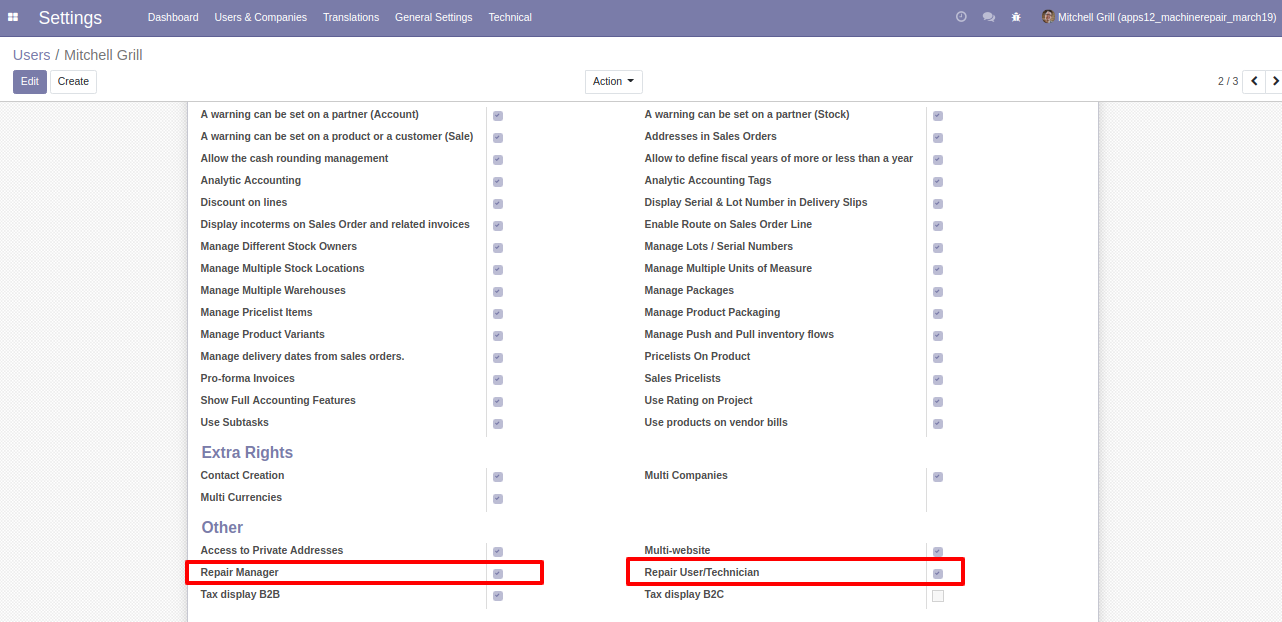 Settings Dashboard Users & Companies Translations General Settings Technical Mitchell Grill (apps12_machinerepair_march19)
Users / Mitchell Grill
Edit Create Action 2 / 3
A warning can be set on a partner (Account) A warning can be set on a partner (Stock)
A warning can be set on a product or a customer (Sale) Addresses in Sales Orders
Allow the cash rounding management Allow to define fiscal years of more or less than a year
Analytic Accounting Analytic Accounting Tags
Discount on lines Display Serial & Lot Number in Delivery Slips
Display incoterms on Sales Order and related invoices Enable Route on Sales Order Line
Manage Different Stock Owners Manage Lots / Serial Numbers
Manage Multiple Stock Locations Manage Multiple Units of Measure
Manage Multiple Warehouses Manage Packages
Manage Pricelist Items Manage Product Packaging
Manage Product Variants Manage Push and Pull inventory flows
Manage delivery dates from sales orders. Pricelists On Product
Pro-forma Invoices Sales Pricelists
Show Full Accounting Features Use Rating on Project
Use Subtasks Use products on vendor bills
Extra Rights
Contact Creation Multi Companies
Multi Currencies
Other
Access to Private Addresses Multi-website
Repair Manager Repair User/Technician
Tax display B2B Tax display B2C